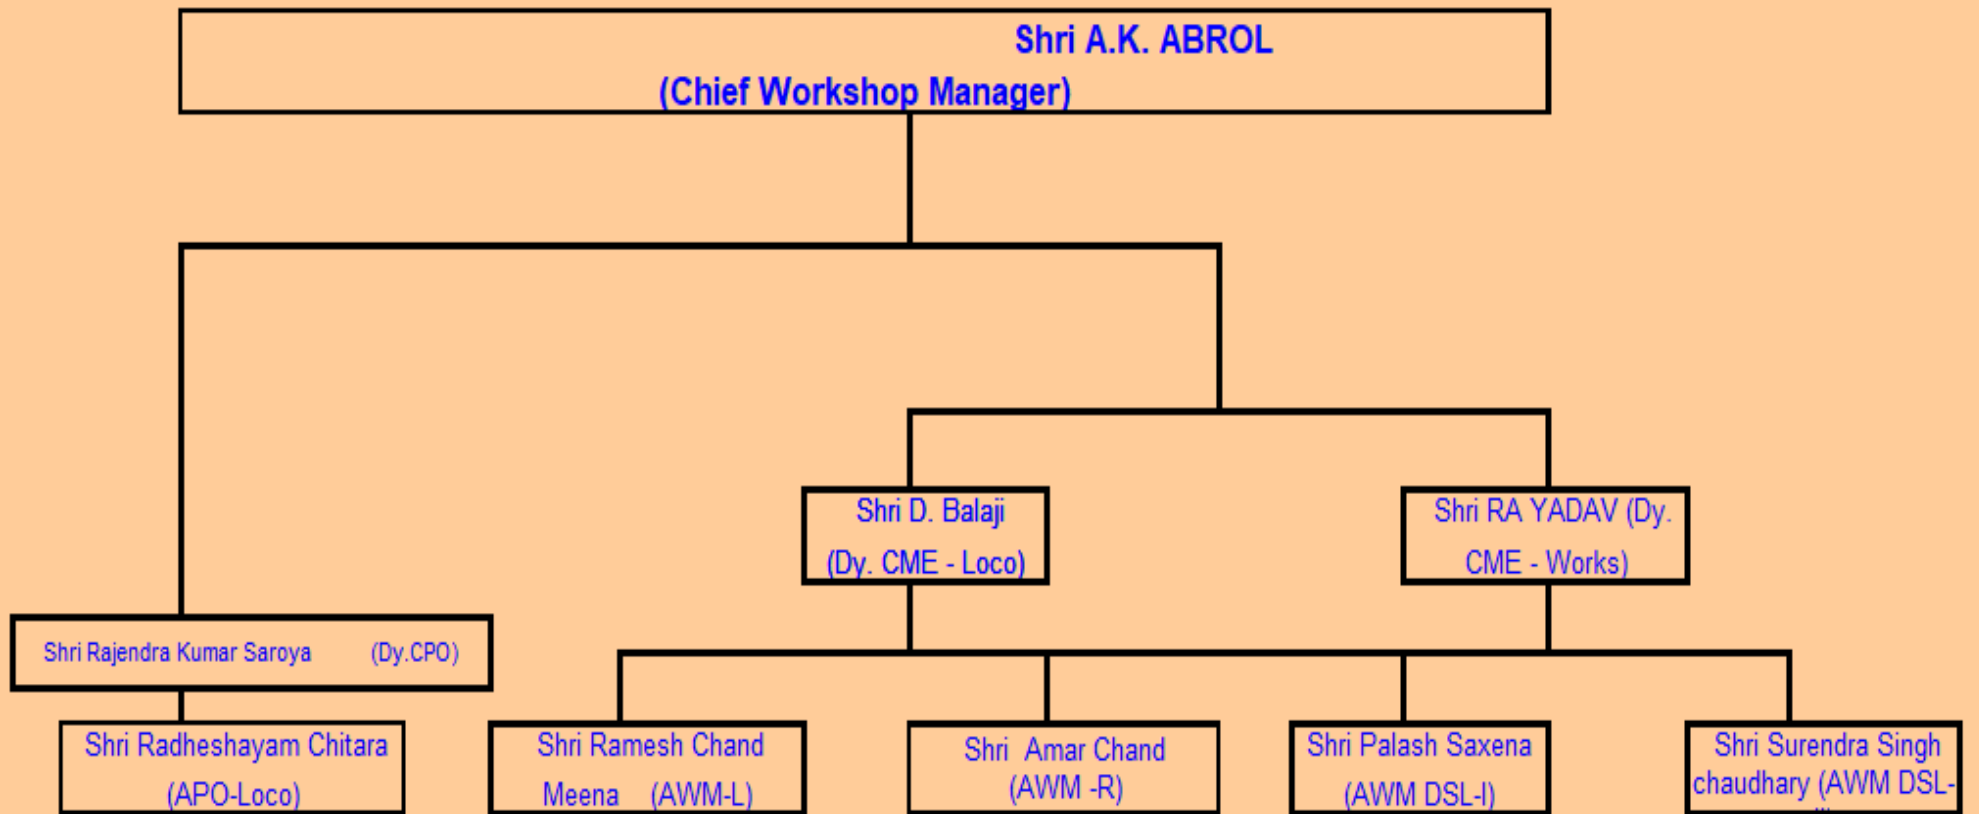 Shri A.K. ABROL
(Chief Workshop Manager)
Shri D. Balaji
(Dy. CME - Loco)
Shri RA YADAV (Dy.
CME - Works)
Shri Rajendra Kumar Saroya (Dy.CPO)
Shri Radheshayam Chitara
(APO-Loco)
Shri Ramesh Chand
Meena (AWM-L)
Shri Amar Chand
(AWM -R)
Shri Palash Saxena
(AWM DSL-I)
Shri Surendra Singh
chaudhary (AWM DSL-